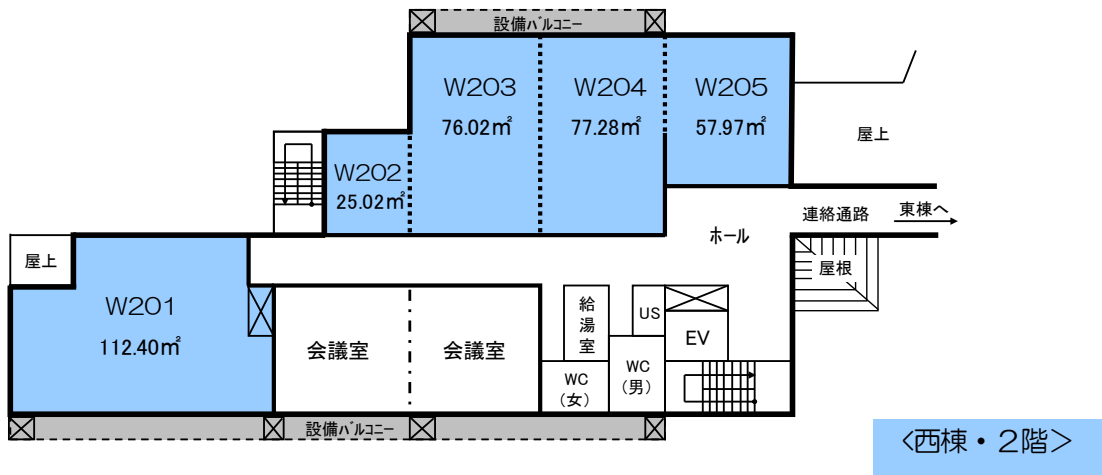 設備ﾊﾞﾙｺﾆｰ
W203
76.02㎡
W204
77.28㎡
W205
57.97㎡
屋上
W202
25.02㎡
連絡通路
東棟へ
ホール
屋上
屋根
W201
112.40㎡
会議室
会議室
給
湯
室
US
EV
WC
(女)
WC
(男)
設備ﾊﾞﾙｺﾆｰ
<西棟・2階>